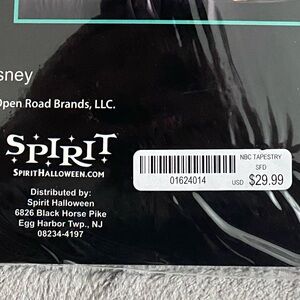 sney
Open Road Brands, LLC.
SPIRIT
SPIRITHALLOWEEN.COM
Distributed by:
Spirit Halloween
6826 Black Horse Pike
Egg Harbor Twp., NJ
08234-4197
NBC TAPESTRY
SFD
01624014
USD $29.99